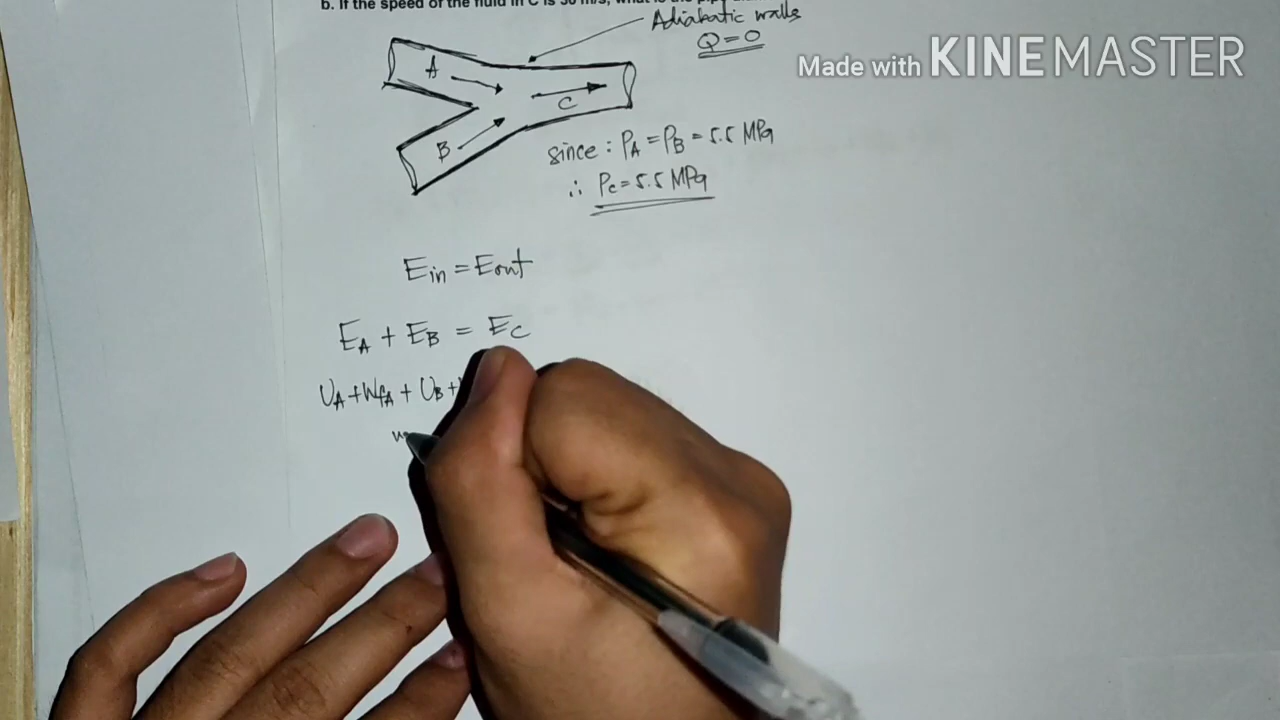 b. If the speed of the fluid in C is 30 m/s, what is the pipe
Adiabatic walls
Q=0
Made with KINEMASTER
A
C
B
since: PA = PB = 5.5 MPa
∴ Pc = 5.5 MPa
Ein = Eout
EA + EB = EC
UA + WfA + UB +